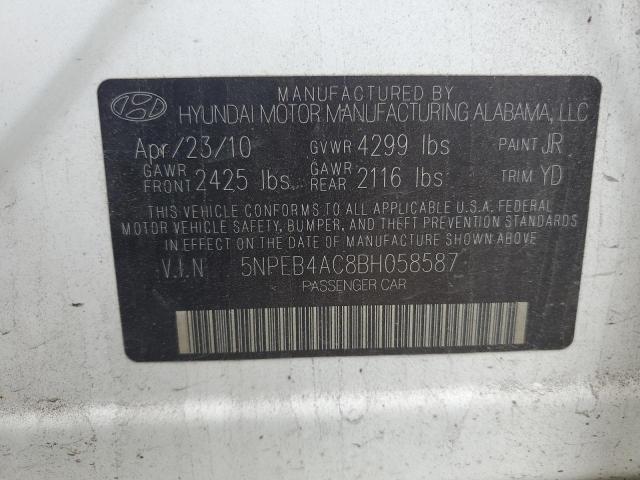 MANUFACTURED BY
HYUNDAI MOTOR MANUFACTURING ALABAMA, LLC
Apr/23/10 GVWR 4299 lbs PAINT JR
GAWR FRONT 2425 lbs GAWR REAR 2116 lbs TRIM YD
THIS VEHICLE CONFORMS TO ALL APPLICABLE U.S.A. FEDERAL
MOTOR VEHICLE SAFETY, BUMPER, AND THEFT PREVENTION STANDARDS
IN EFFECT ON THE DATE OF MANUFACTURE SHOWN ABOVE
V.I.N 5NPEB4AC8BH058587
PASSENGER CAR